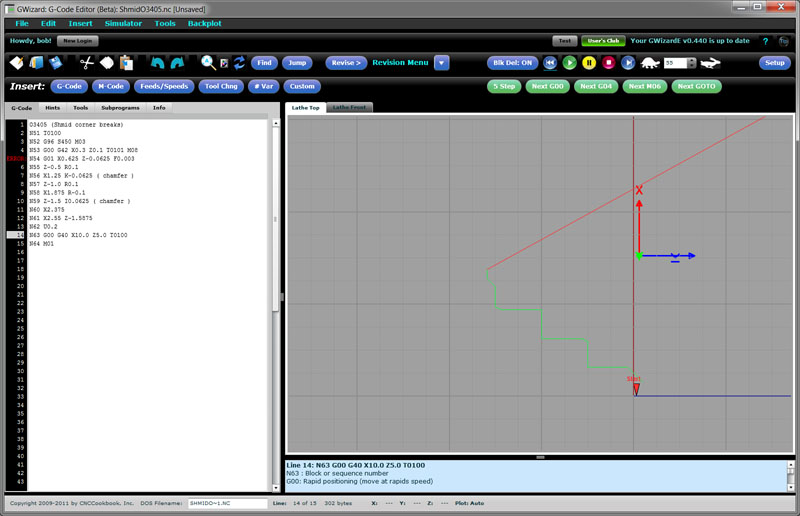 GWizard: G-Code Editor (Beta): ShmidO3405.nc [Unsaved]
File Edit Insert Simulator Tools Backplot
Howdy, bob! New Login Test User's Club Your GWizardE v0.440 is up to date ?
Find Jump Revise > Revision Menu Blk Del: ON 55 Setup
Insert: G-Code M-Code Feeds/Speeds Tool Chng # Var Custom 5 Step Next G00 Next G04 Next M06 Next GOTO
G-Code Hints Tools Subprograms Info Lathe Top Lathe Front
1 O3405 (Shmid corner breaks)
2 N51 T0100
3 N52 G96 S450 M03
4 N53 G00 G42 X0.3 Z0.1 T0101 M08
N54 G01 X0.625 Z-0.0625 F0.003
6 N55 Z-0.5 R0.1
7 N56 X1.25 K-0.0625 ( chamfer )
8 N57 Z-1.0 R0.1
9 N58 X1.875 R-0.1
10 N59 Z-1.5 I0.0625 ( chamfer )
11 N60 X2.375
12 N61 X2.55 Z-1.5875
13 N62 U0.2
14 N63 G00 G40 X10.0 Z5.0 T0100
15 N64 M01
16
17
18
19
20
21
22
23
24
25
26
27
28
29
30
31
32
33
34
35
36
37
38
39
40
41
42
43
X
Z
Start
Line 14: N63 G00 G40 X10.0 Z5.0 T0100
N63 : Block or sequence number
G00: Rapid positioning (move at rapids speed)
Copyright 2009-2011 by CNCCookbook, Inc. DOS Filename: SHMIDO~1.NC Line: 14 of 15 302 bytes X: --- Y: --- Z: --- Plot: Auto